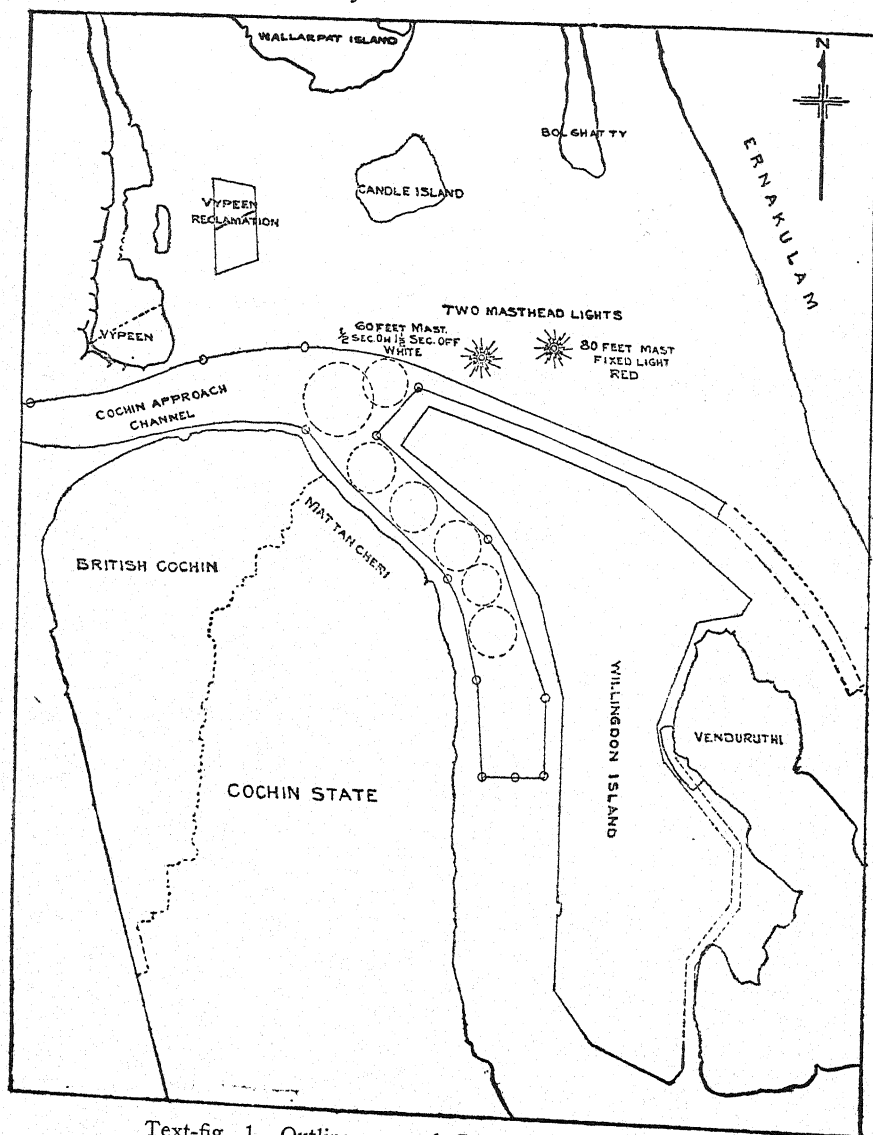 WALLARPAT ISLAND
N
BOLGHATTY
ERNAKULAM
CANDLE ISLAND
VYPEEN
RECLAMATION
TWO MASTHEAD LIGHTS
60 FEET MAST.
½ SEC. ON 1½ SEC. OFF
WHITE
80 FEET MAST
FIXED LIGHT
RED
VYPEEN
COCHIN APPROACH
CHANNEL
MATTANCHERI
BRITISH COCHIN
WILLINGDON ISLAND
VENDURUTHI
COCHIN STATE
Text-fig. 1. Outline